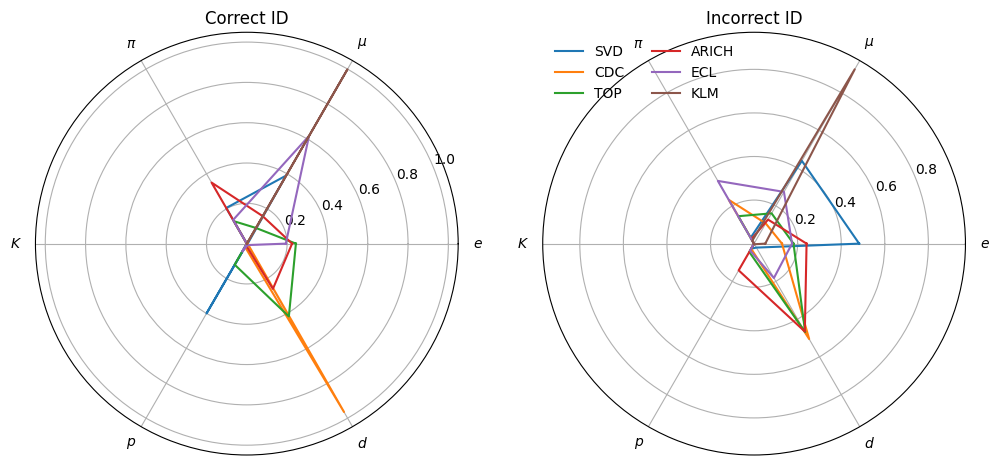 Correct ID
Incorrect ID
π
μ
K
e
p
d
0.2
0.4
0.6
0.8
1.0
π
μ
K
e
p
d
0.2
0.4
0.6
0.8
SVD
CDC
TOP
ARICH
ECL
KLM